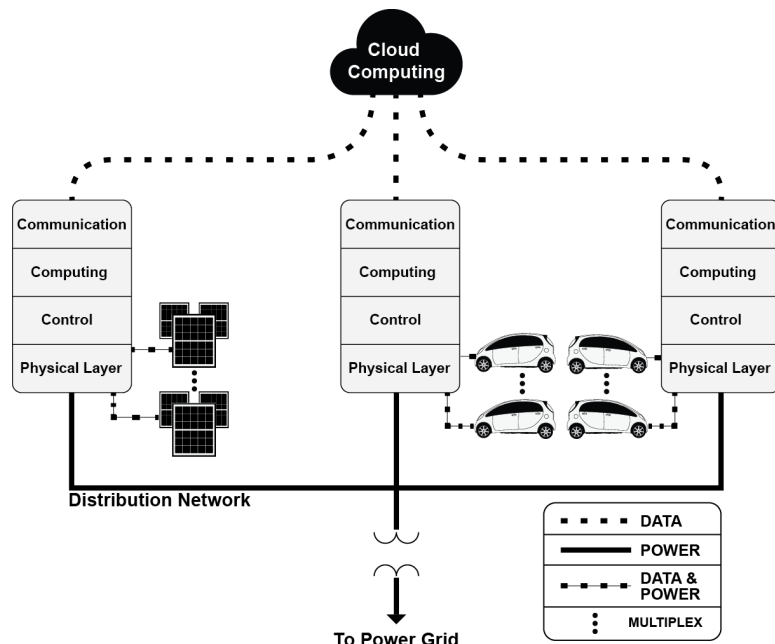 Cloud
Computing
Communication
Computing
Control
Physical Layer
Communication
Computing
Control
Physical Layer
Communication
Computing
Control
Physical Layer
Distribution Network
DATA
POWER
DATA &
POWER
MULTIPLEX
To Power Grid